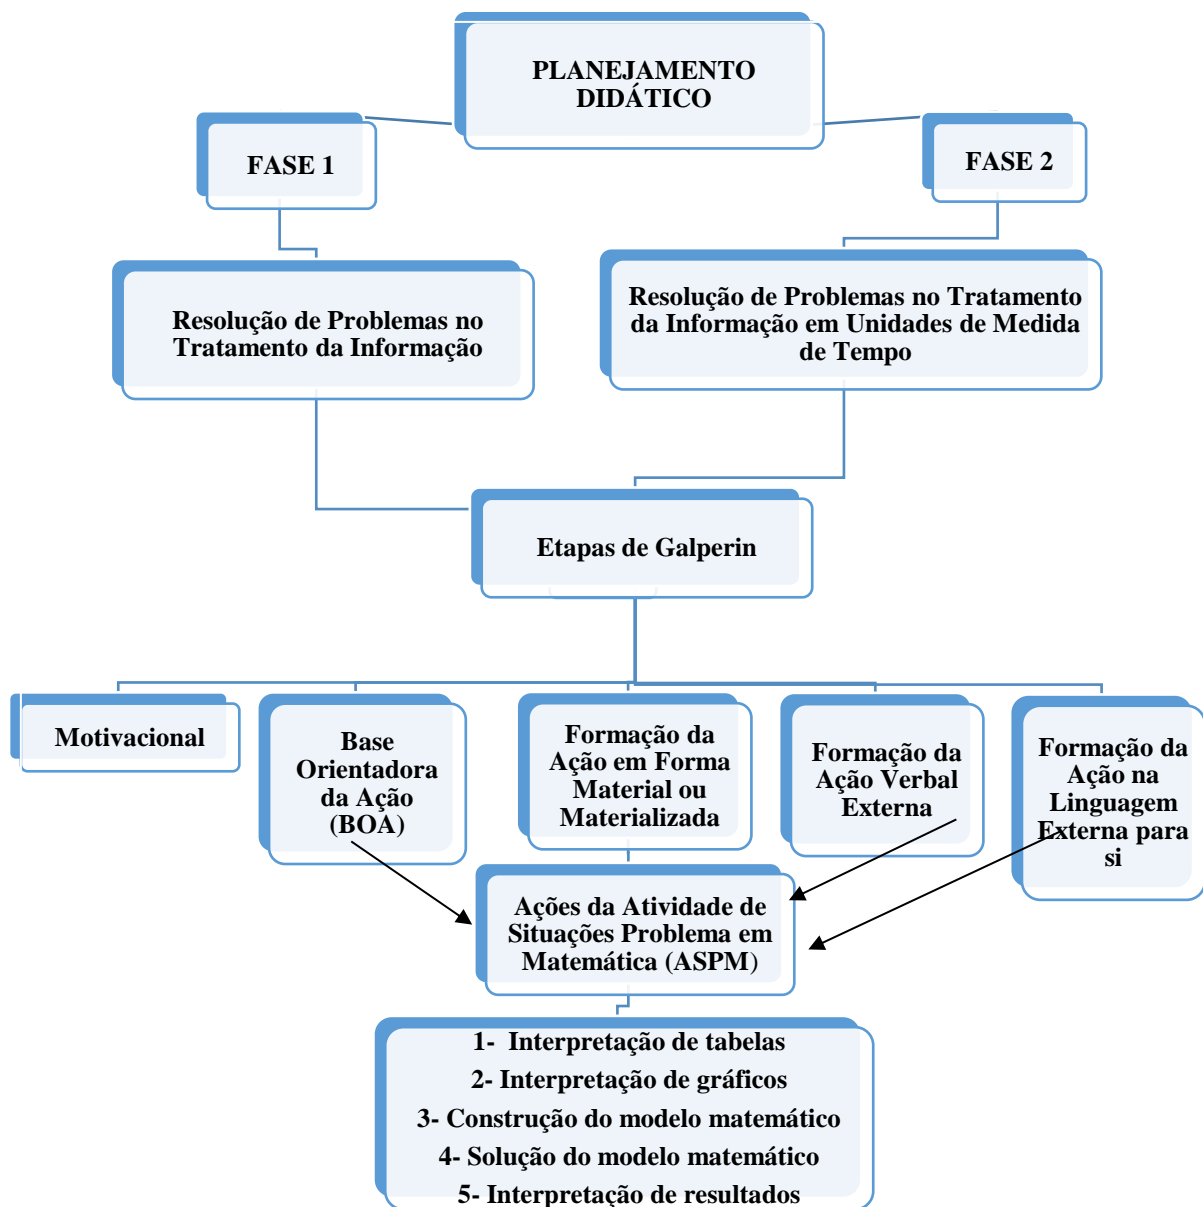 PLANEJAMENTO
DIDÁTICO
FASE 1
FASE 2
Resolução de Problemas no
Tratamento da Informação
Resolução de Problemas no Tratamento
da Informação em Unidades de Medida
de Tempo
Etapas de Galperin
Motivacional
Base
Orientadora
da Ação
(BOA)
Formação da
Ação em Forma
Material ou
Materializada
Formação da
Ação Verbal
Externa
Formação da
Ação na
Linguagem
Externa para
si
Ações da Atividade de
Situações Problema em
Matemática (ASPM)
1- Interpretação de tabelas
2- Interpretação de gráficos
3- Construção do modelo matemático
4- Solução do modelo matemático
5- Interpretação de resultados